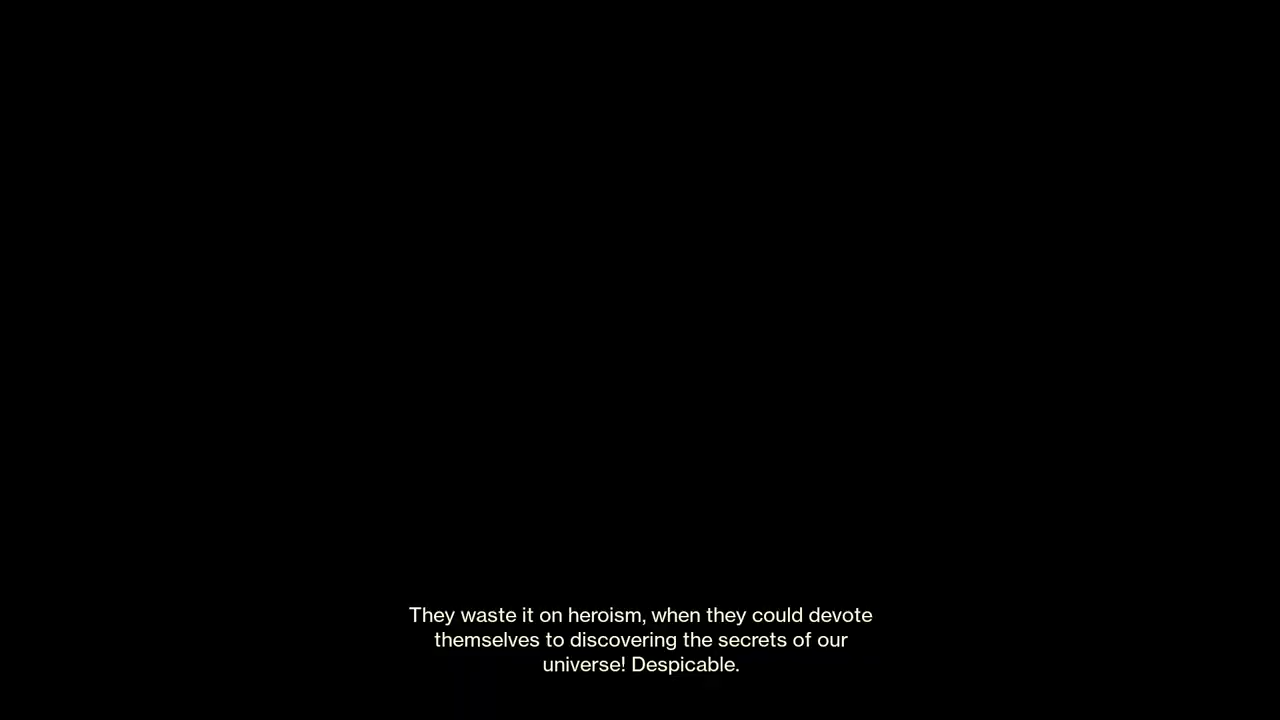 They waste it on heroism, when they could devote
themselves to discovering the secrets of our
universe! Despicable.